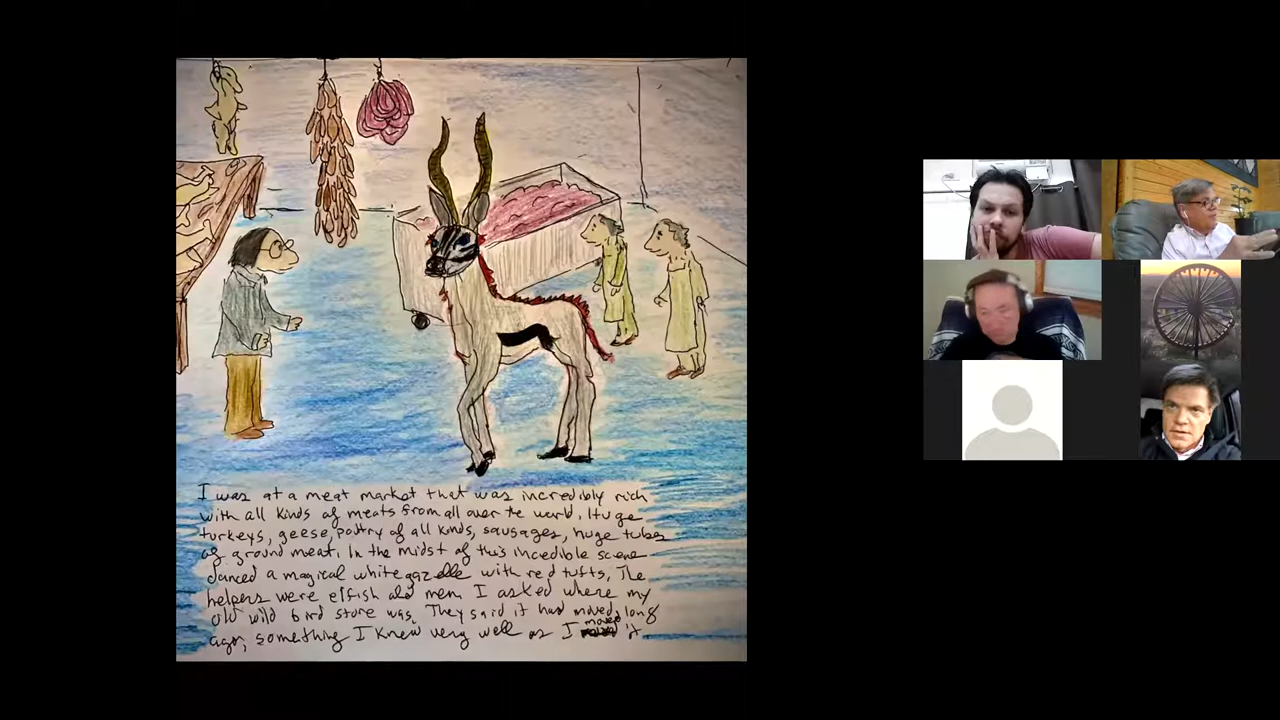 I was at a meat market that was incredibly rich
with all kinds of meats from all over the world. Huge
turkeys, geese, poultry of all kinds, sausages, huge tubes
of ground meat. In the midst of this incredible scene
danced a magical white gazelle with red tufts. The
helpers were elfish old men. I asked where my
old wild bird store was. They said it had moved long
ago, something I knew very well as I moved it